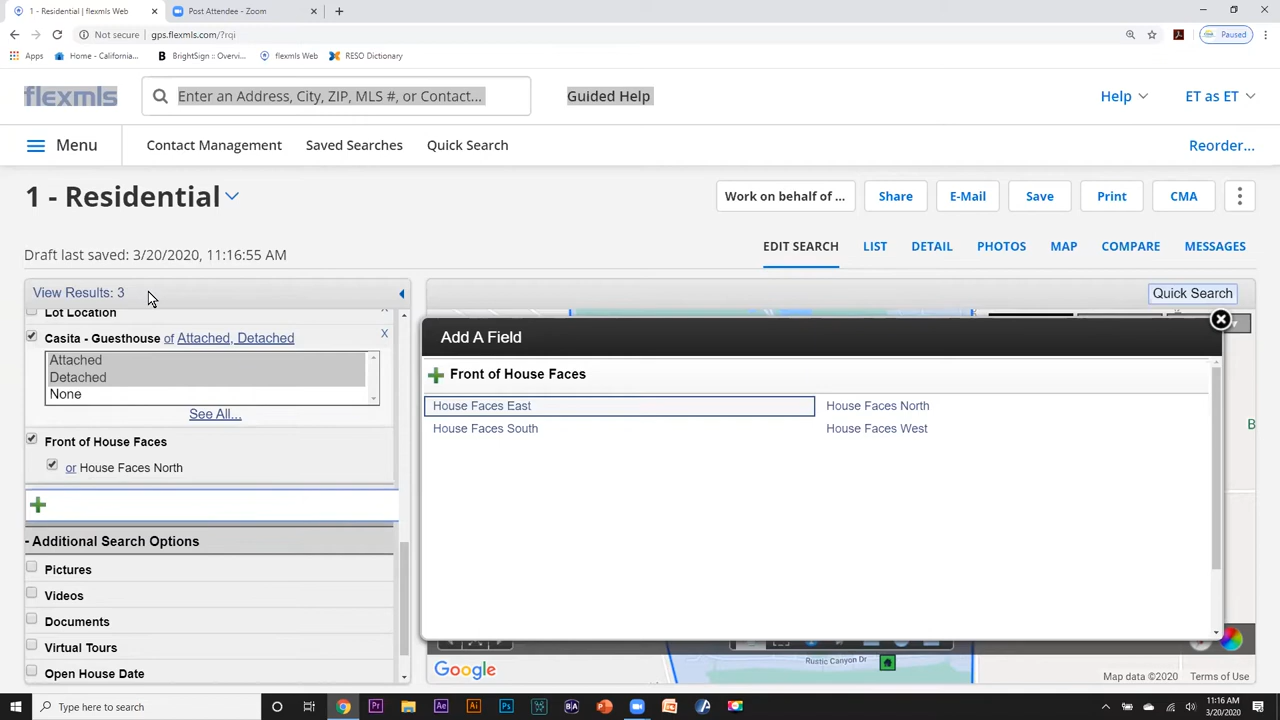 1 - Residential | flexmls Web
Post Attendee - Zoom
Not secure
gps.flexmls.com/?rqi
Paused
Apps
Home - California...
BrightSign :: Overvi...
flexmls Web
RESO Dictionary
flexmls
Enter an Address, City, ZIP, MLS #, or Contact...
Guided Help
Help
ET as ET
Menu
Contact Management
Saved Searches
Quick Search
Reorder...
1 - Residential
Work on behalf of ...
Share
E-Mail
Save
Print
CMA
Draft last saved: 3/20/2020, 11:16:55 AM
EDIT SEARCH
LIST
DETAIL
PHOTOS
MAP
COMPARE
MESSAGES
View Results: 3
Quick Search
Lot Location
Casita - Guesthouse of Attached, Detached
X
Attached
Detached
None
See All...
Front of House Faces
or House Faces North
- Additional Search Options
Pictures
Videos
Documents
Virtual Tours
Open House Date
Add A Field
Front of House Faces
House Faces East
House Faces North
House Faces South
House Faces West
B
Rustic Canyon Dr
Google
Map data ©2020
Terms of Use
Type here to search
Pr
Ae
Ai
Ps
B|A
11:16 AM
3/20/2020